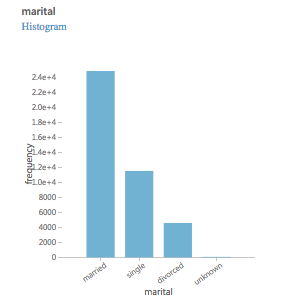 marital
Histogram
frequency
2.4e+4
2.2e+4
2.0e+4
1.8e+4
1.6e+4
1.4e+4
1.2e+4
1.0e+4
8000
6000
4000
2000
0
married
single
divorced
unknown
marital